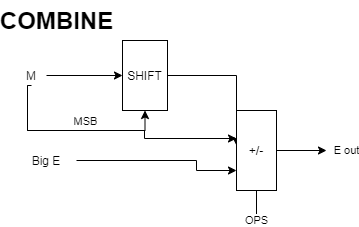 COMBINE
M
SHIFT
MSB
Big E
+/-
E out
OPS